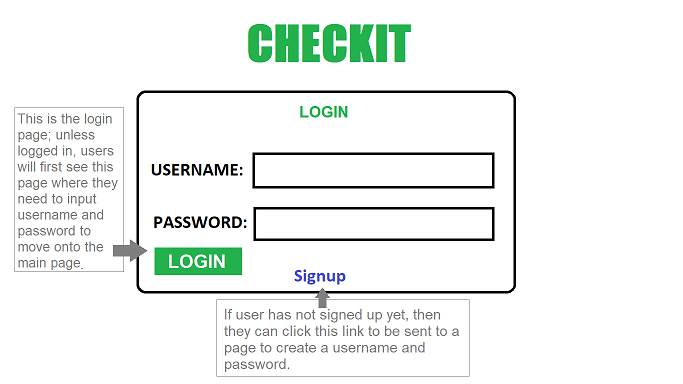 CHECKIT
LOGIN
This is the login
page; unless
logged in, users
will first see this
page where they
need to input
username and
password to
move onto the
main page.
USERNAME:
PASSWORD:
LOGIN
Signup
If user has not signed up yet, then
they can click this link to be sent to a
page to create a username and
password.